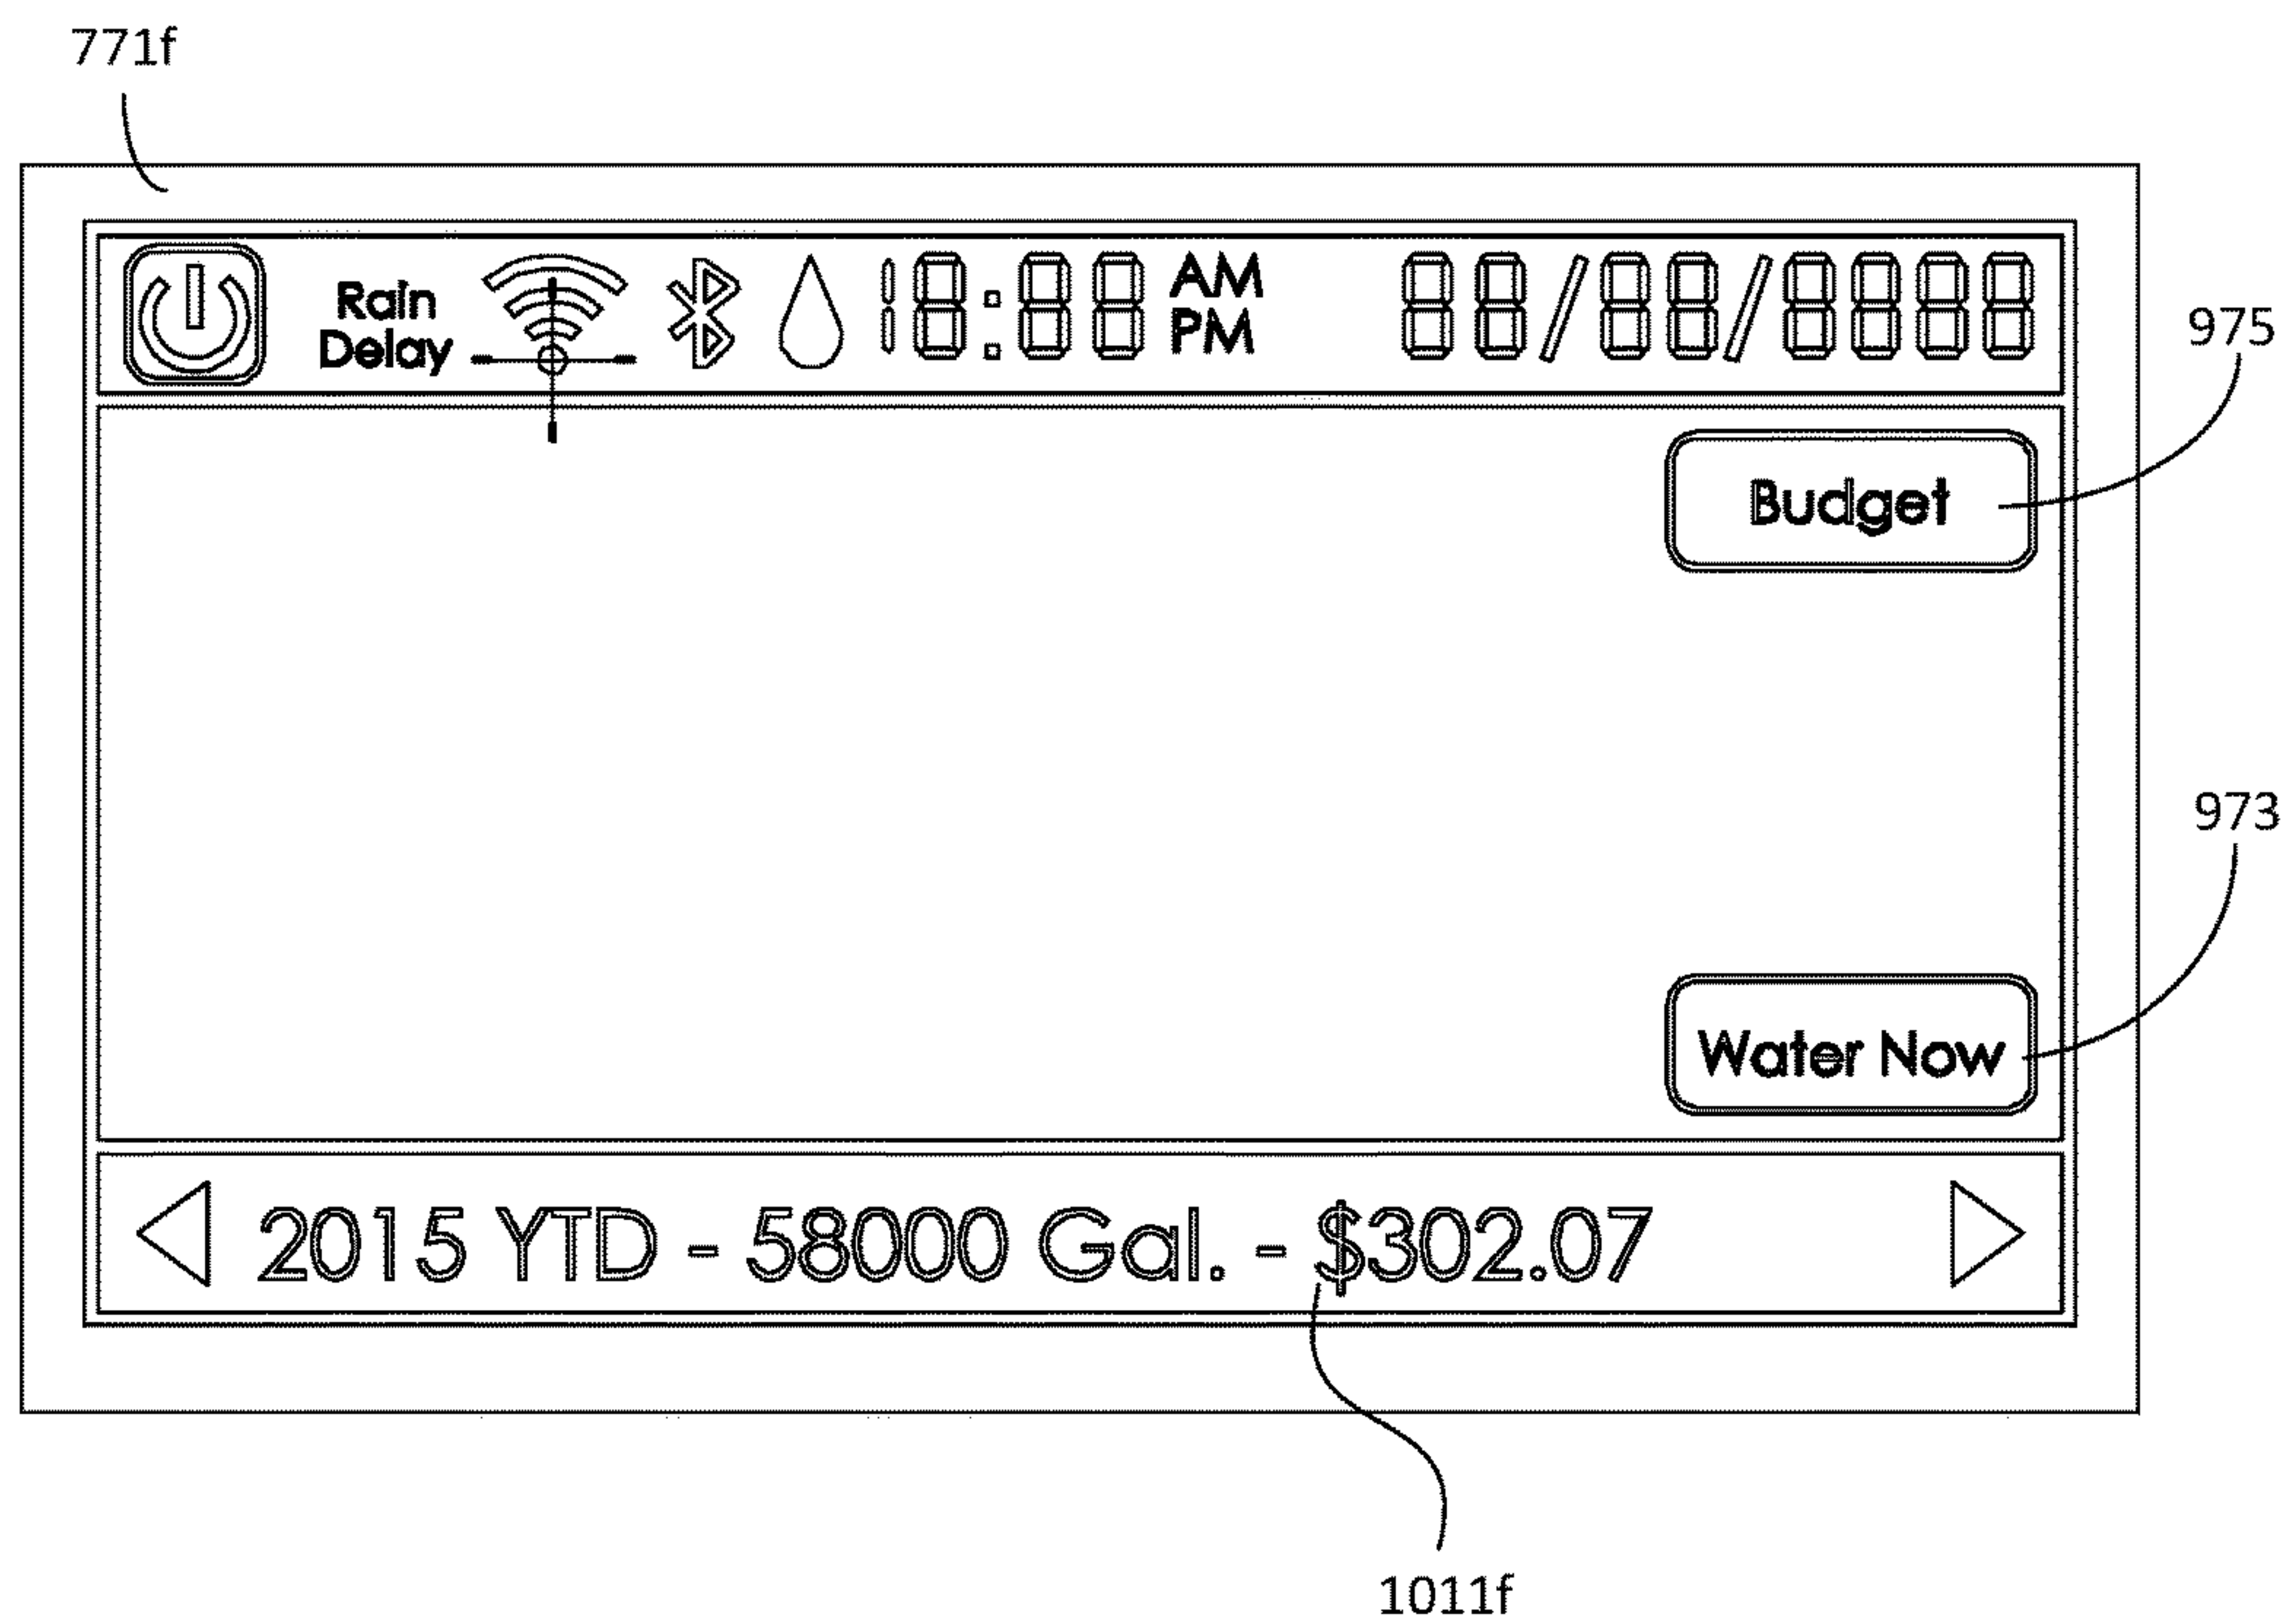 771f
Rain
Delay
18:88 AM
PM
88/88/8888
975
Budget
973
Water Now
2015 YTD - 58000 Gal. - $302.07
1011f